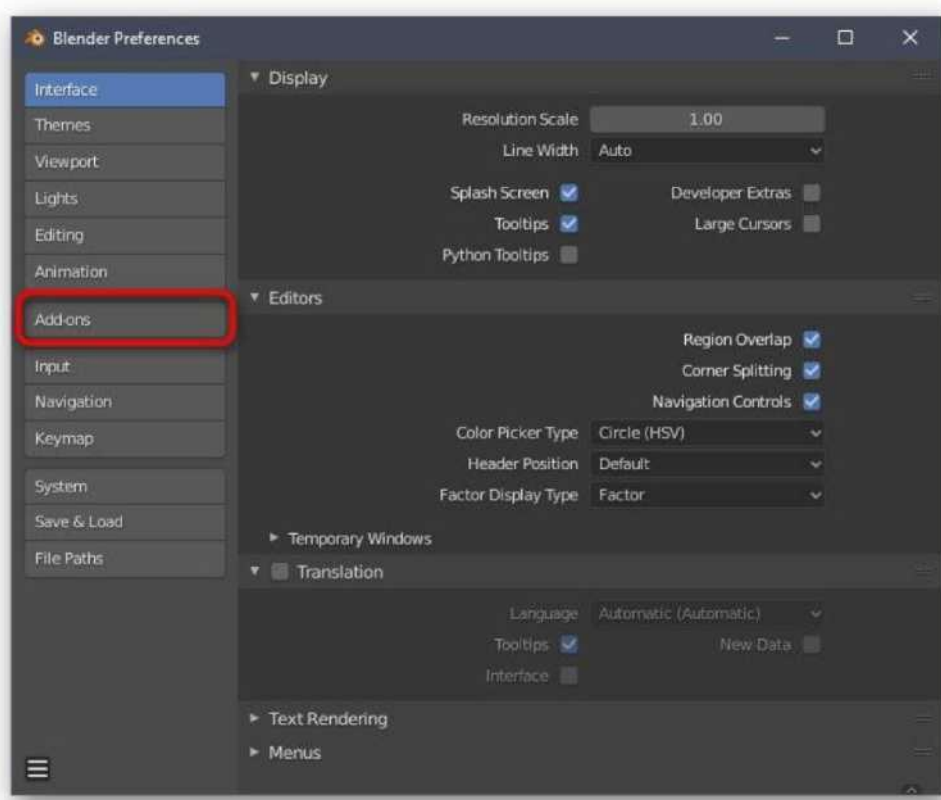 Blender Preferences
Interface
Themes
Viewport
Lights
Editing
Animation
Add-ons
Input
Navigation
Keymap
System
Save & Load
File Paths
Display
Resolution Scale 1.00
Line Width Auto
Splash Screen Developer Extras
Tooltips Large Cursors
Python Tooltips
Editors
Region Overlap
Corner Splitting
Navigation Controls
Color Picker Type Circle (HSV)
Header Position Default
Factor Display Type Factor
Temporary Windows
Translation
Language Automatic (Automatic)
Tooltips New Data
Interface
Text Rendering
Menus